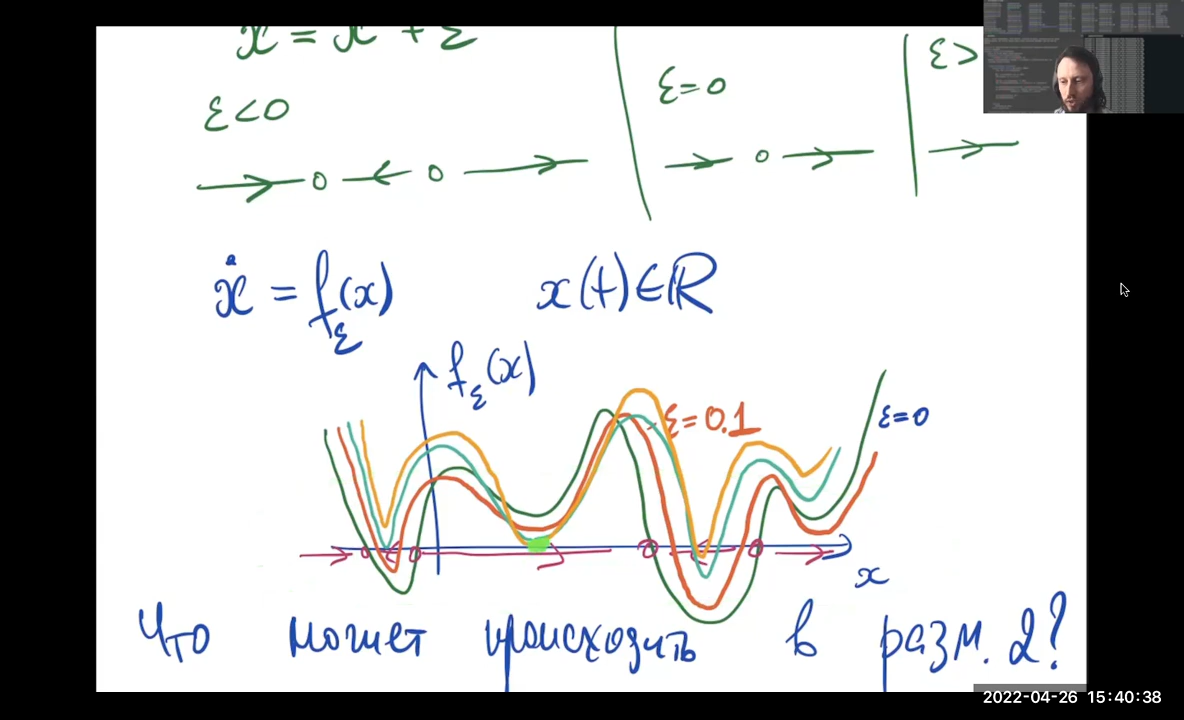 ẋ = x + ε
ε<0
ε=0
ε>
ẋ = f_ε(x)
x(t)∈ℝ
f_ε(x)
ε=0.1
ε=0
x
Что может происходить в разм. 2?
2022-04-26 15:40:38